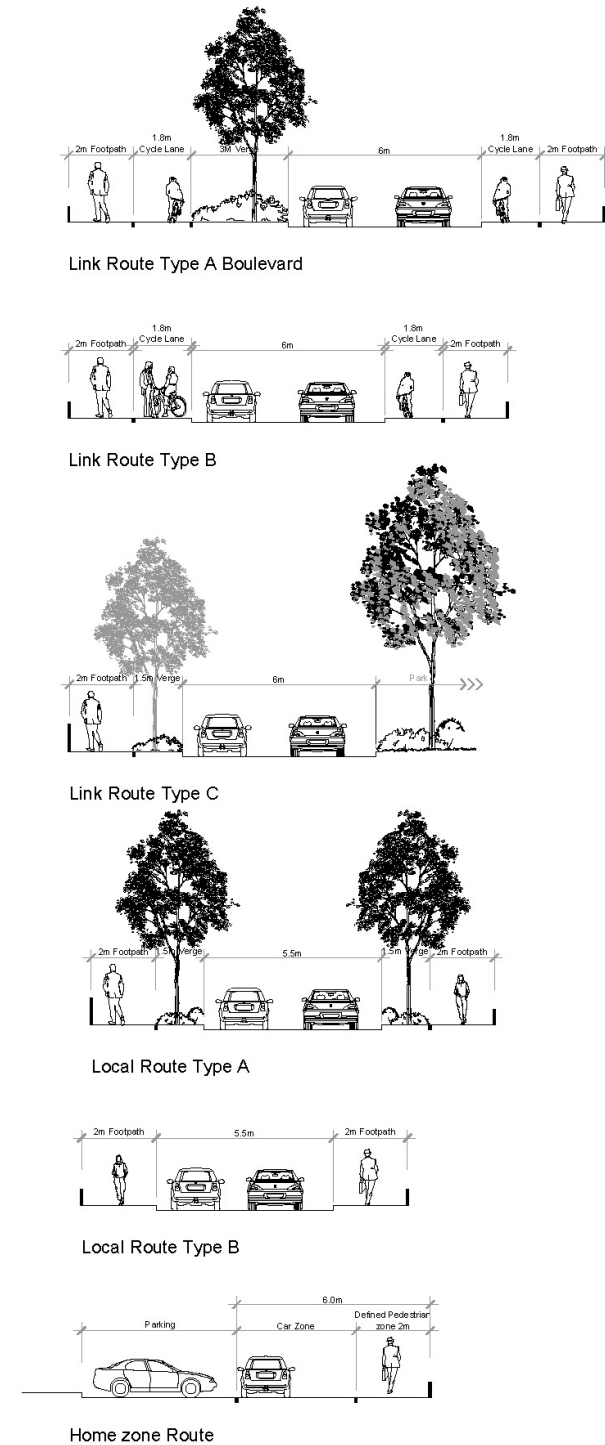 1.8m 1.8m
2m Footpath Cycle Lane 3M Verge 6m Cycle Lane 2m Footpath
Link Route Type A Boulevard
1.8m 1.8m
2m Footpath Cycle Lane 6m Cycle Lane 2m Footpath
Link Route Type B
2m Footpath 1.5m Verge 6m Park
Link Route Type C
2m Footpath 1.5m Verge 5.5m 1.5m Verge 2m Footpath
Local Route Type A
2m Footpath 5.5m 2m Footpath
Local Route Type B
6.0m
Defined Pedestrian
Parking Car Zone zone 2m
Home zone Route